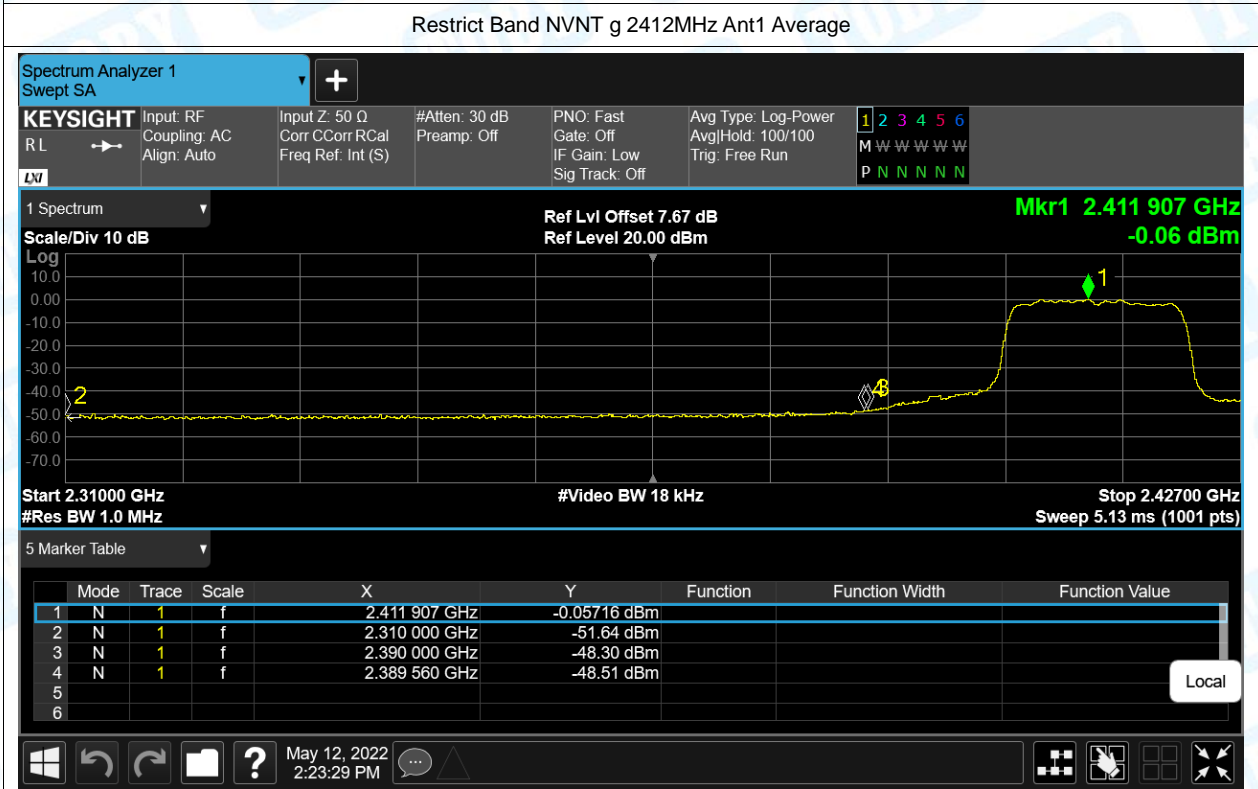 Restrict Band NVNT g 2412MHz Ant1 Average
Spectrum Analyzer 1
Swept SA
KEYSIGHT
R L
LXI
Input: RF
Coupling: AC
Align: Auto
Input Z: 50 Ω
Corr CCorr RCal
Freq Ref: Int (S)
#Atten: 30 dB
Preamp: Off
PNO: Fast
Gate: Off
IF Gain: Low
Sig Track: Off
Avg Type: Log-Power
Avg|Hold: 100/100
Trig: Free Run
1 2 3 4 5 6
M W W W W W
P N N N N N
1 Spectrum
Scale/Div 10 dB
Ref Lvl Offset 7.67 dB
Ref Level 20.00 dBm
Mkr1 2.411 907 GHz
-0.06 dBm
Log
10.0
0.00
-10.0
-20.0
-30.0
-40.0
-50.0
-60.0
-70.0
1
2
4
3
Start 2.31000 GHz
#Video BW 18 kHz
Stop 2.42700 GHz
#Res BW 1.0 MHz
Sweep 5.13 ms (1001 pts)
5 Marker Table
Mode Trace Scale X Y Function Function Width Function Value
1 N 1 f 2.411 907 GHz -0.05716 dBm
2 N 1 f 2.310 000 GHz -51.64 dBm
3 N 1 f 2.390 000 GHz -48.30 dBm
4 N 1 f 2.389 560 GHz -48.51 dBm
5
6
Local
?
May 12, 2022
2:23:29 PM